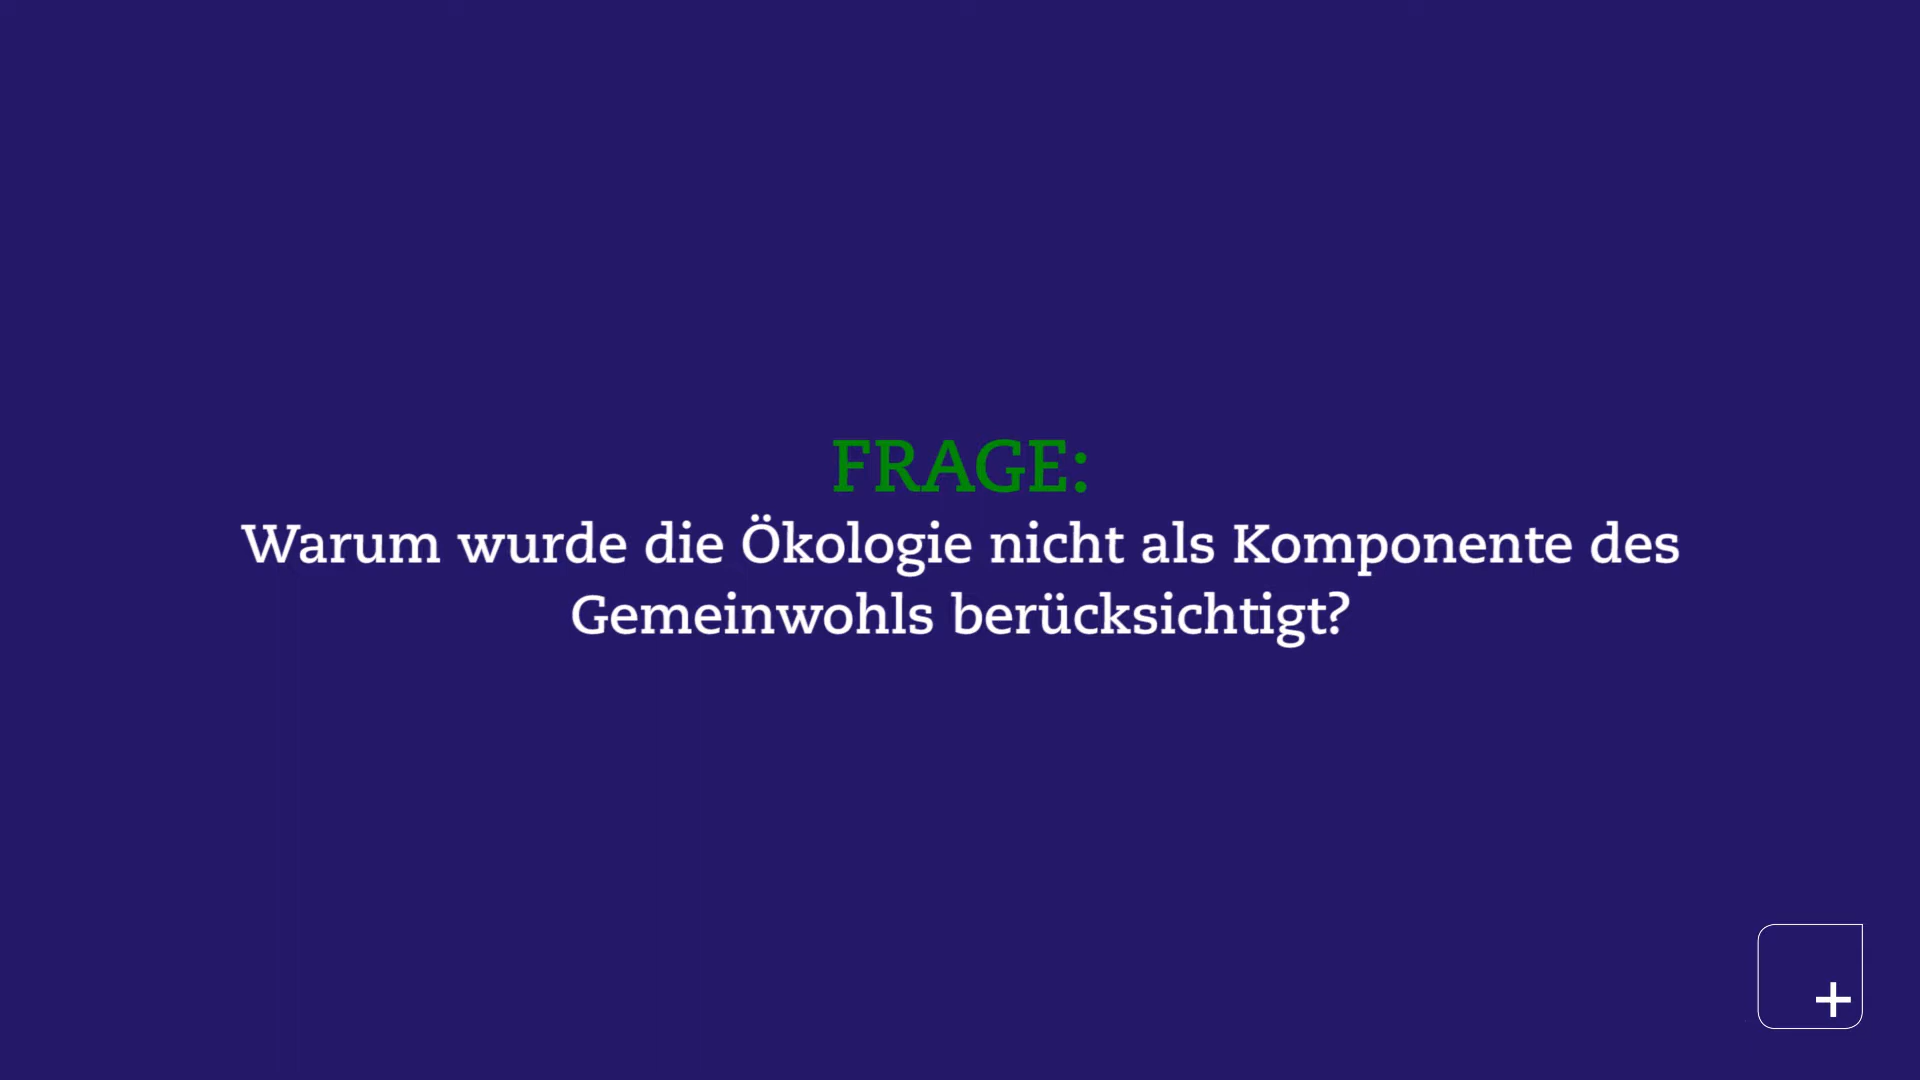 FRAGE:
Warum wurde die Ökologie nicht als Komponente des
Gemeinwohls berücksichtigt?